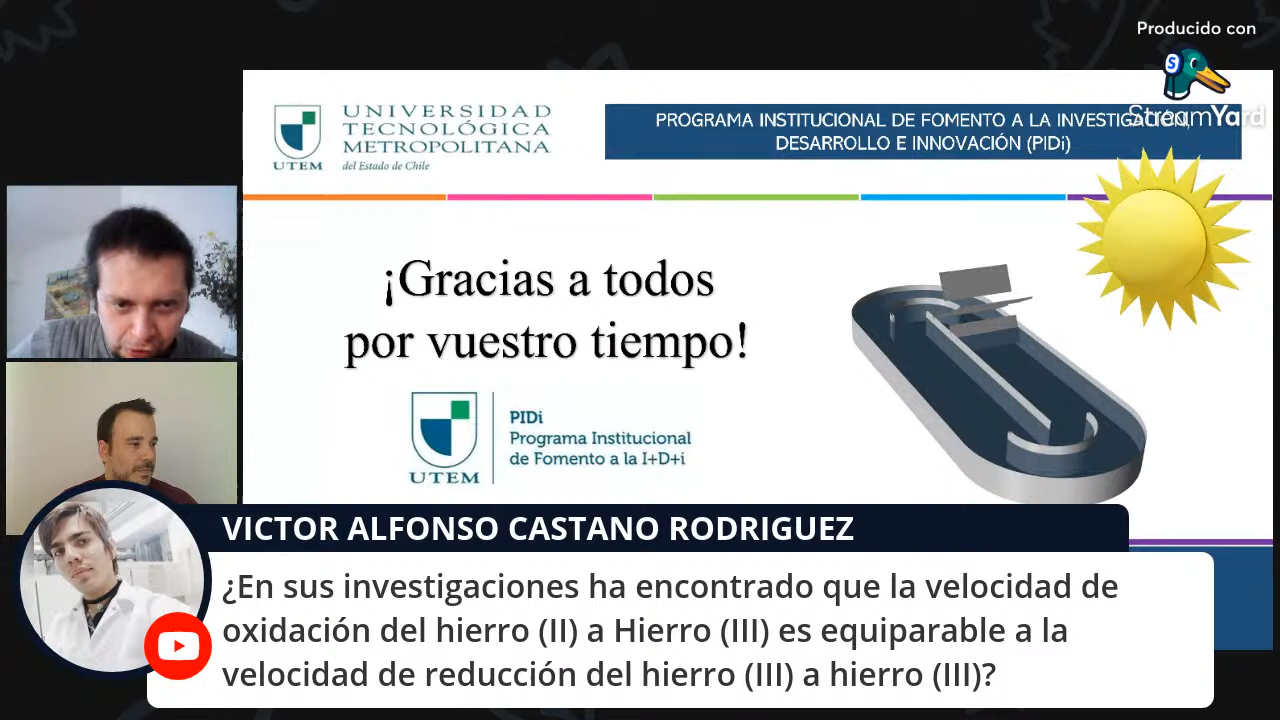 Producido con
StreamYard
UNIVERSIDAD
TECNOLÓGICA
METROPOLITANA
del Estado de Chile
UTEM
PROGRAMA INSTITUCIONAL DE FOMENTO A LA INVESTIGACIÓN,
DESARROLLO E INNOVACIÓN (PIDi)
¡Gracias a todos
por vuestro tiempo!
PIDi
Programa Institucional
de Fomento a la I+D+i
UTEM
VICTOR ALFONSO CASTANO RODRIGUEZ
¿En sus investigaciones ha encontrado que la velocidad de
oxidación del hierro (II) a Hierro (III) es equiparable a la
velocidad de reducción del hierro (III) a hierro (III)?